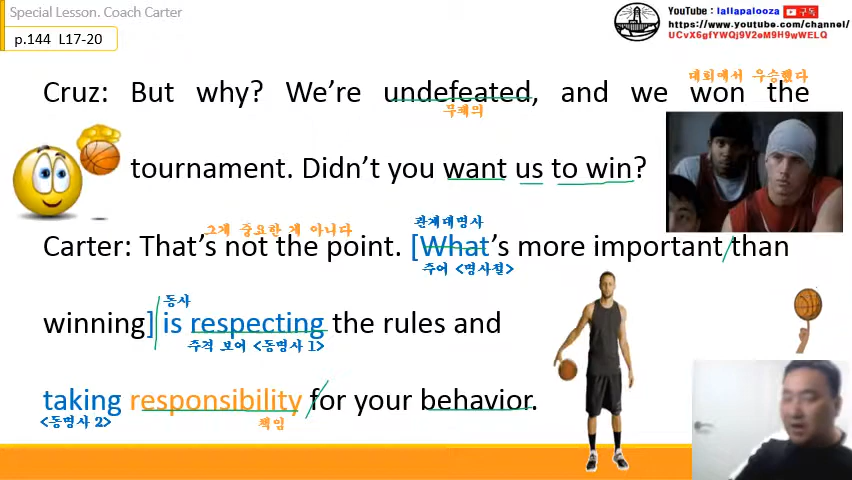 Special Lesson. Coach Carter
p.144 L17-20
YouTube : lallapalooza 구독
https://www.youtube.com/channel/
UCvX6gfYWQj9V2eM9H9wWELQ
대회에서 우승했다
Cruz: But why? We're undefeated, and we won the
무패의
tournament. Didn't you want us to win?
그게 중요한 게 아니다
관계대명사
Carter: That's not the point. [What's more important than
주어 <명사절>
동사
winning] is respecting the rules and
주격 보어 <동명사 1>
taking responsibility for your behavior.
<동명사 2>
책임